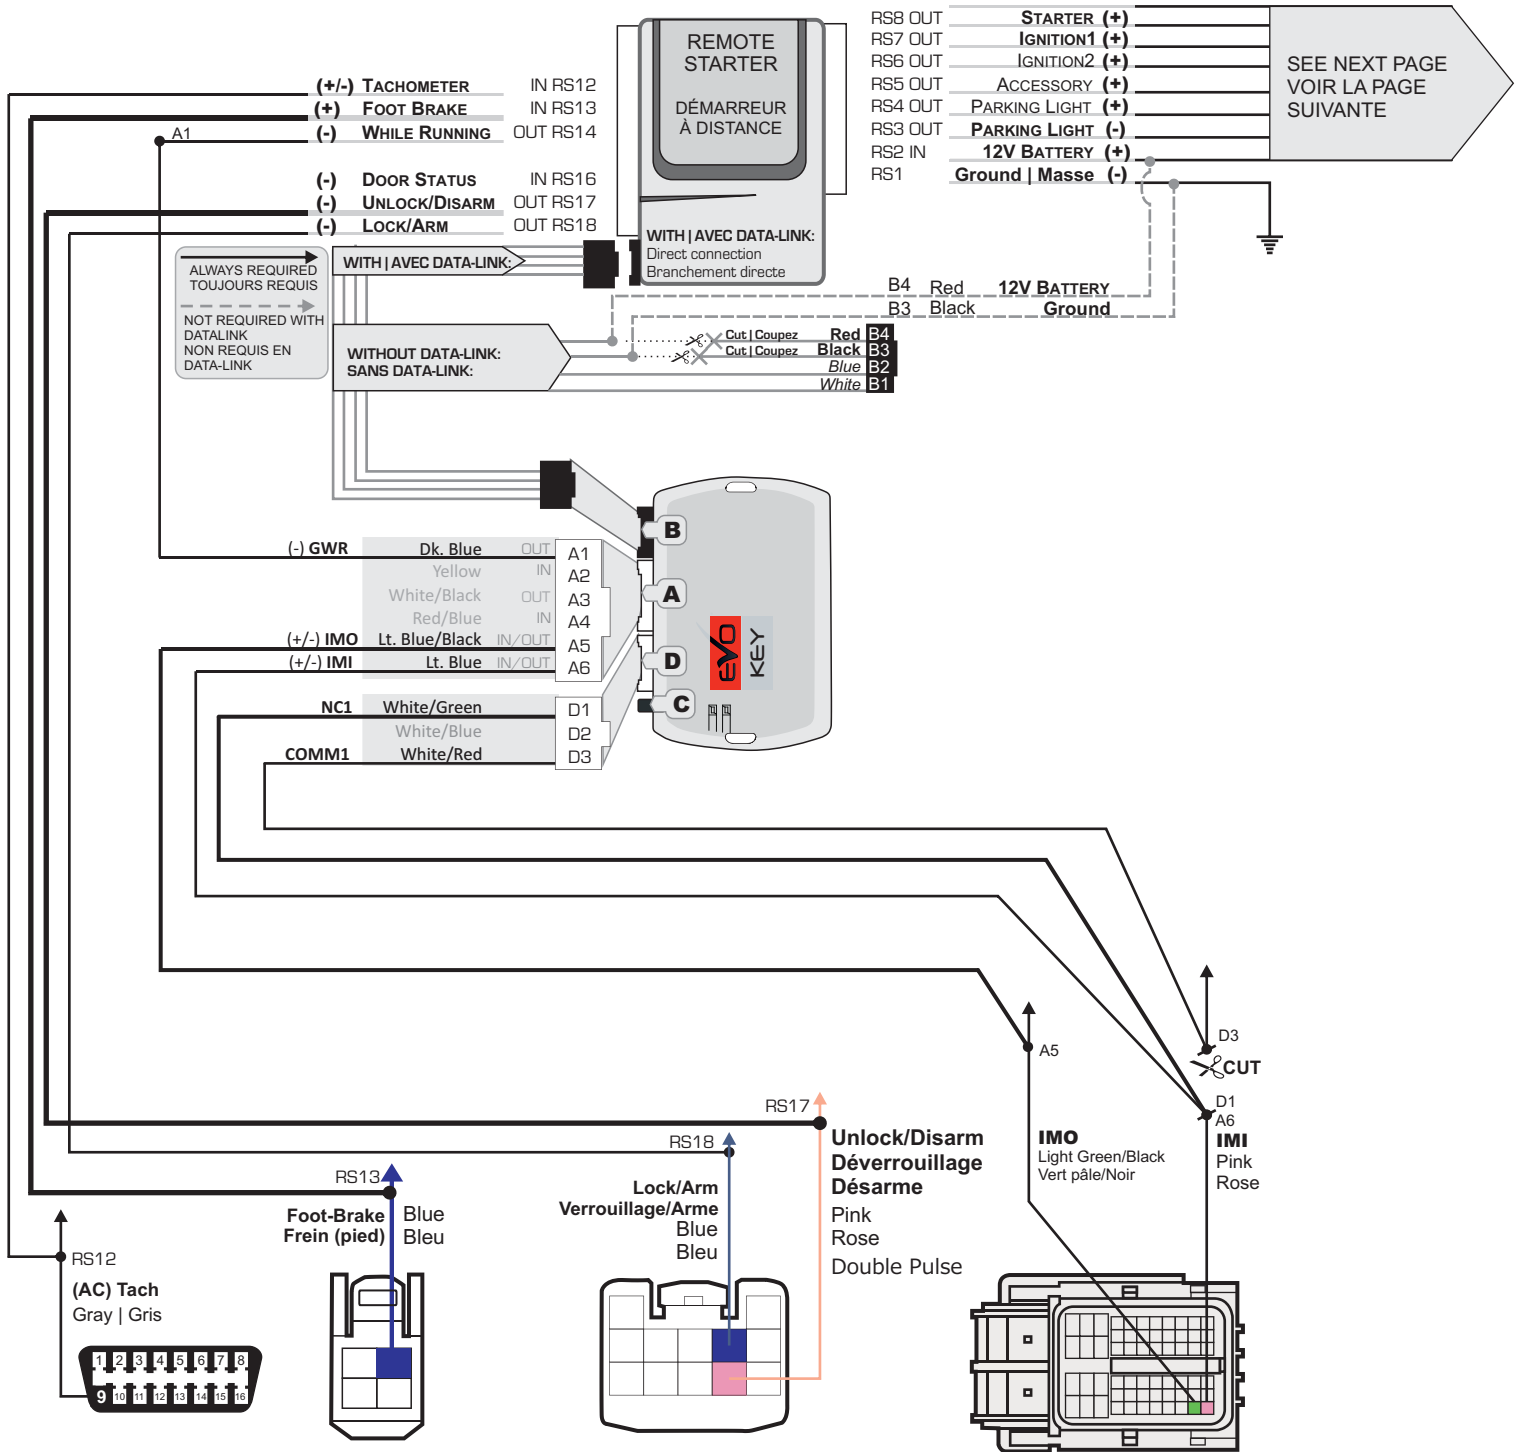 REMOTE
STARTER
DÉMARREUR
À DISTANCE
WITH | AVEC DATA-LINK:
Direct connection
Branchement directe
(+/-) TACHOMETER IN RS12
(+) FOOT BRAKE IN RS13
A1 (-) WHILE RUNNING OUT RS14
(-) DOOR STATUS IN RS16
(-) UNLOCK/DISARM OUT RS17
(-) LOCK/ARM OUT RS18
RS8 OUT STARTER (+)
RS7 OUT IGNITION1 (+)
RS6 OUT IGNITION2 (+)
RS5 OUT ACCESSORY (+)
RS4 OUT PARKING LIGHT (+)
RS3 OUT PARKING LIGHT (-)
RS2 IN 12V BATTERY (+)
RS1 Ground | Masse (-)
SEE NEXT PAGE
VOIR LA PAGE
SUIVANTE
ALWAYS REQUIRED
TOUJOURS REQUIS
NOT REQUIRED WITH
DATALINK
NON REQUIS EN
DATA-LINK
WITH | AVEC DATA-LINK:
WITHOUT DATA-LINK:
SANS DATA-LINK:
B4 Red 12V BATTERY
B3 Black Ground
Cut | Coupez Red B4
Cut | Coupez Black B3
Blue B2
White B1
B
A
D
C
EVO
KEY
(-) GWR Dk. Blue OUT A1
Yellow IN A2
White/Black OUT A3
Red/Blue IN A4
(+/-) IMO Lt. Blue/Black IN/OUT A5
(+/-) IMI Lt. Blue IN/OUT A6
NC1 White/Green D1
White/Blue D2
COMM1 White/Red D3
A5
D3
CUT
D1
A6
IMI
Pink
Rose
IMO
Light Green/Black
Vert pâle/Noir
RS17
Unlock/Disarm
Déverrouillage
Désarme
Pink
Rose
Double Pulse
RS18
Lock/Arm
Verrouillage/Arme
Blue
Bleu
RS13
Foot-Brake Blue
Frein (pied) Bleu
RS12
(AC) Tach
Gray | Gris
1 2 3 4 5 6 7 8
9 10 11 12 13 14 15 16